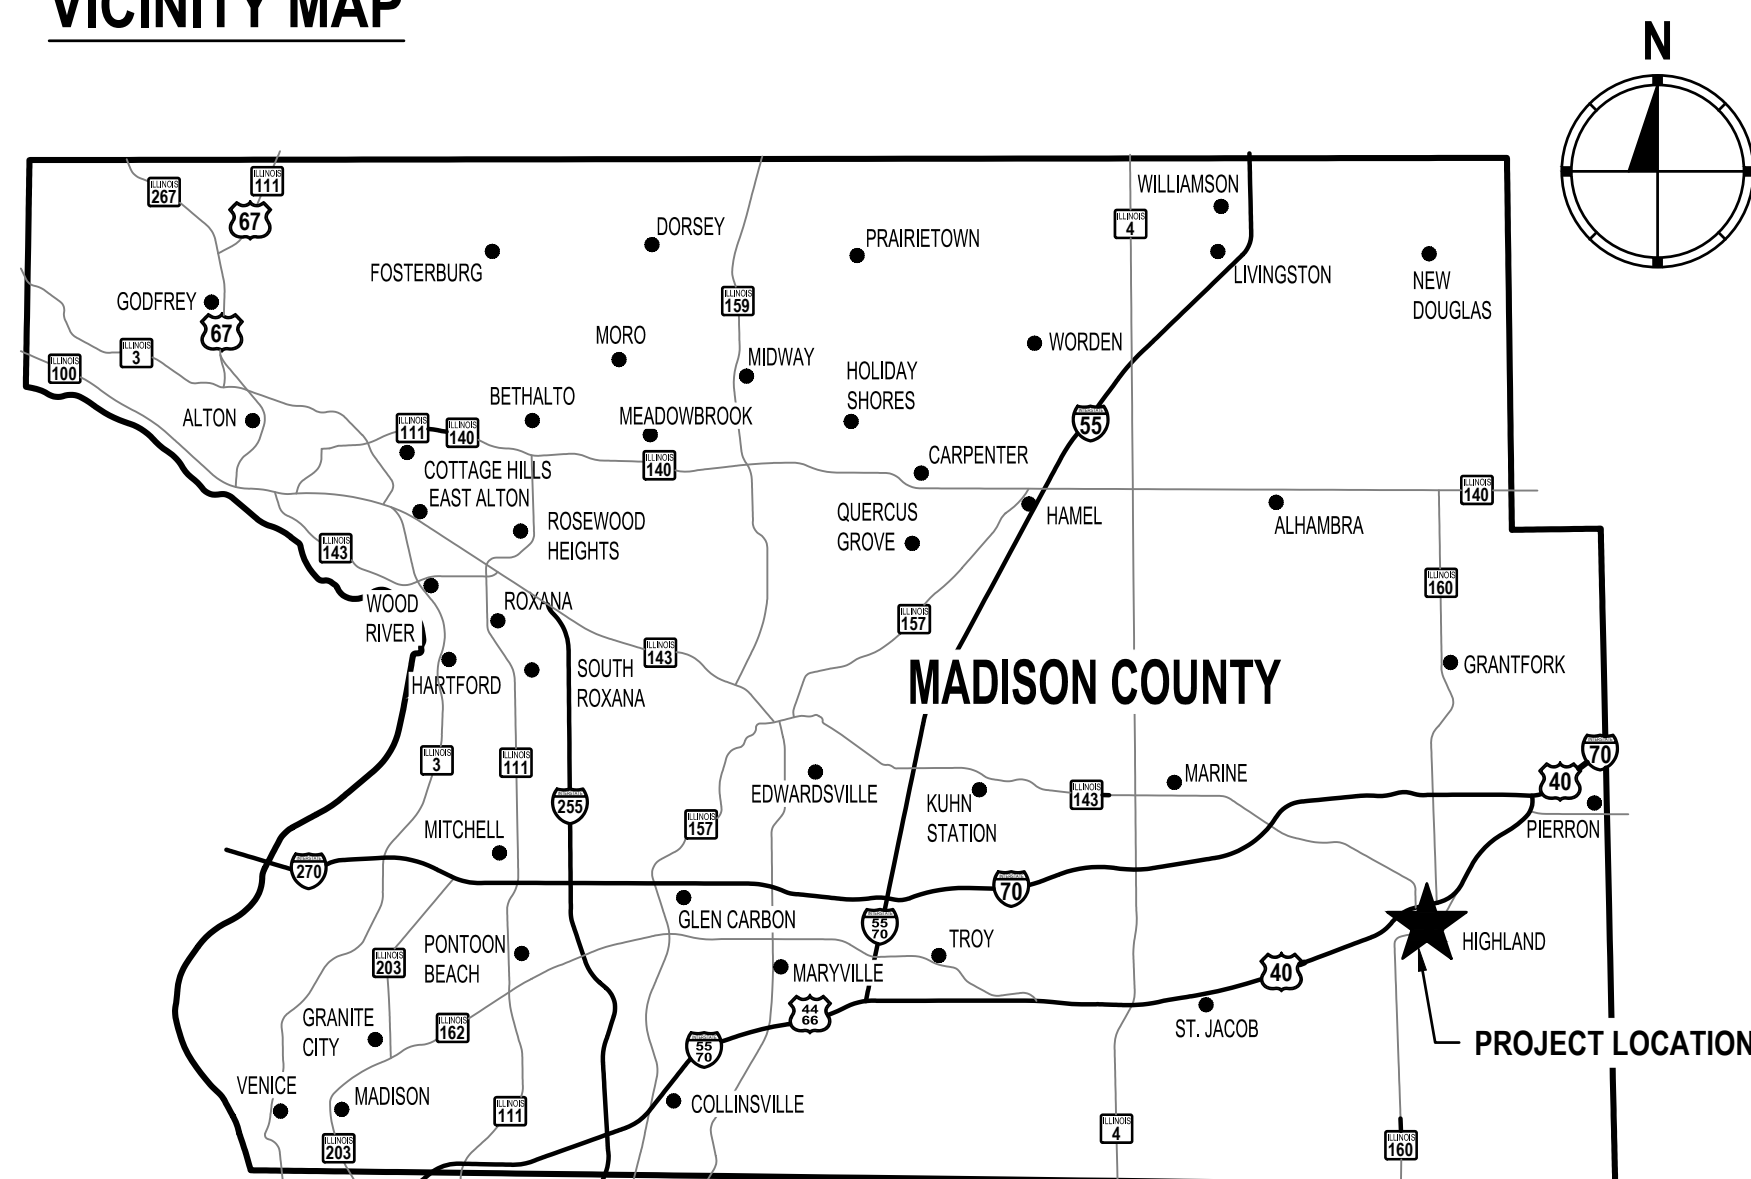 VICINITY MAP
N
ILLINOIS
267
ILLINOIS
111
67
WILLIAMSON
ILLINOIS
4
DORSEY
PRAIRIETOWN
FOSTERBURG
LIVINGSTON
NEW
DOUGLAS
GODFREY
ILLINOIS
159
67
MORO
WORDEN
ILLINOIS
3
MIDWAY
ILLINOIS
100
HOLIDAY
SHORES
BETHALTO
ALTON
MEADOWBROOK
55
ILLINOIS
111
ILLINOIS
140
CARPENTER
COTTAGE HILLS
ILLINOIS
140
EAST ALTON
ILLINOIS
140
QUERCUS
GROVE
HAMEL
ROSEWOOD
HEIGHTS
ALHAMBRA
ILLINOIS
143
ILLINOIS
160
WOOD
RIVER
ROXANA
ILLINOIS
157
ILLINOIS
143
SOUTH
ROXANA
GRANTFORK
HARTFORD
MADISON COUNTY
ILLINOIS
3
ILLINOIS
111
70
MARINE
40
EDWARDSVILLE
ILLINOIS
143
255
KUHN
STATION
ILLINOIS
157
MITCHELL
PIERRON
270
70
GLEN CARBON
55
70
TROY
HIGHLAND
PONTOON
BEACH
ILLINOIS
203
MARYVILLE
40
44
66
GRANITE
CITY
ILLINOIS
162
ST. JACOB
PROJECT LOCATION
55
70
VENICE
MADISON
COLLINSVILLE
ILLINOIS
111
ILLINOIS
4
ILLINOIS
203
ILLINOIS
160